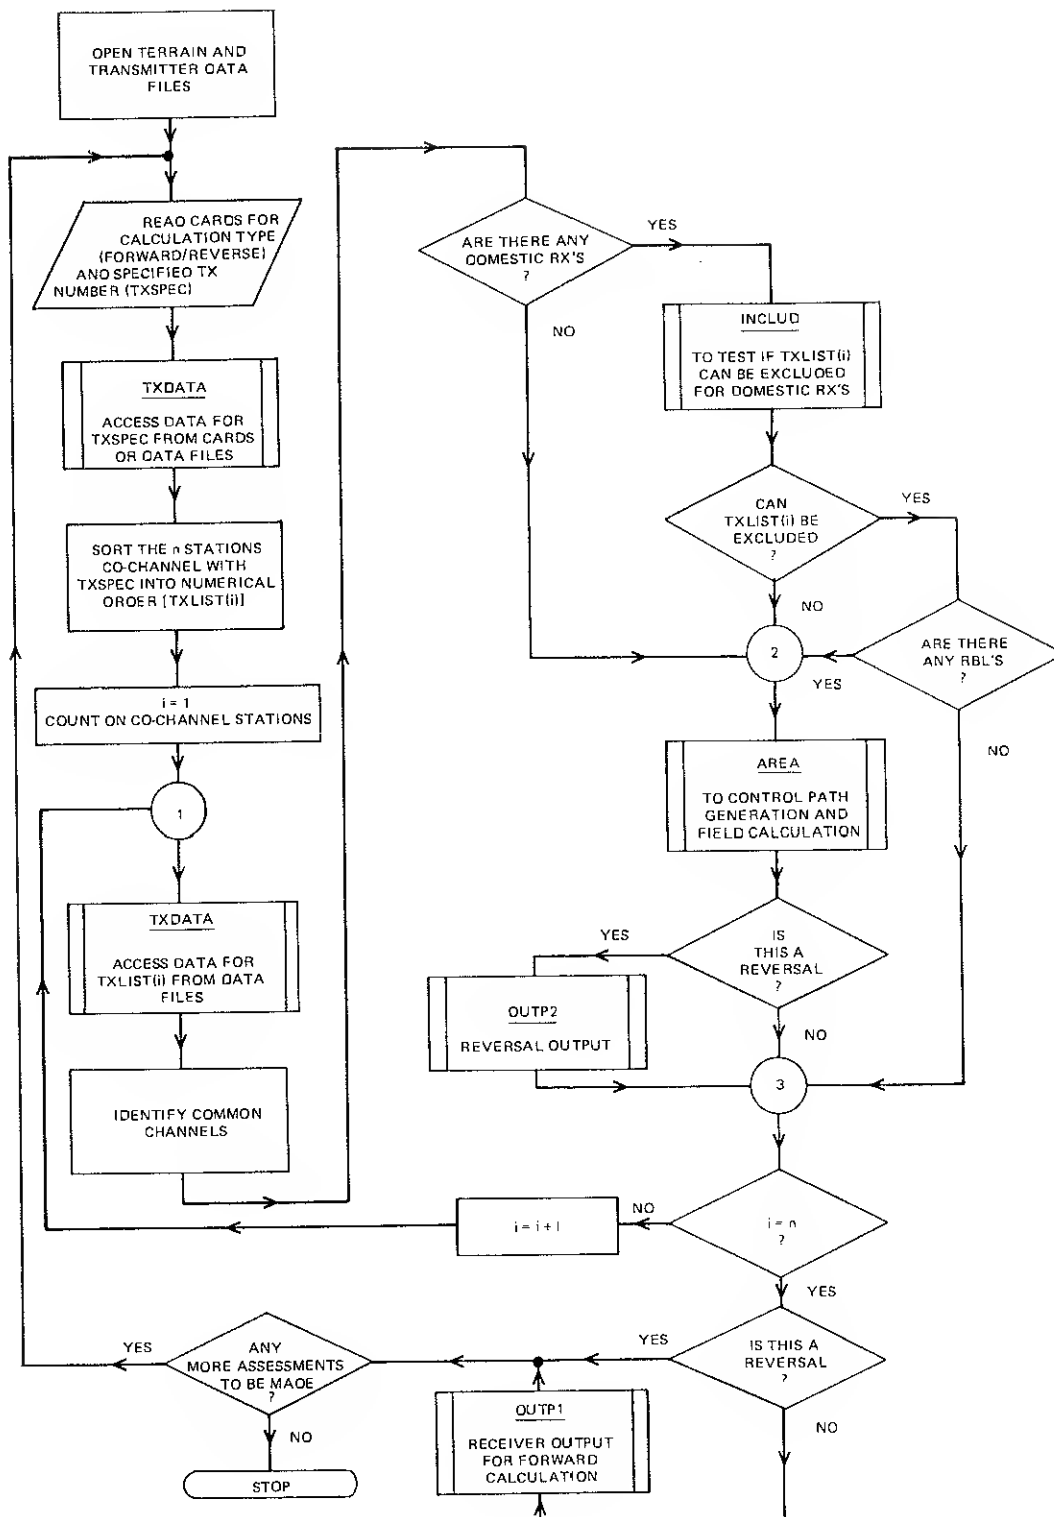 OPEN TERRAIN AND
TRANSMITTER OATA
FILES
REAO CARDS FOR
CALCULATION TYPE
(FORWARD/REVERSE)
AND SPECIFIED TX
NUMBER (TXSPEC)
TXDATA
ACCESS DATA FOR
TXSPEC FROM CARDS
OR OATA FILES
SORT THE n STATIONS
CO-CHANNEL WITH
TXSPEC INTO NUMERICAL
ORDER [TXLIST(i)]
i = 1
COUNT ON CO-CHANNEL STATIONS
1
TXDATA
ACCESS DATA FOR
TXLIST(i) FROM OATA
FILES
IDENTIFY COMMON
CHANNELS
ARE THERE ANY
DOMESTIC RX'S
?
YES
NO
INCLUD
TO TEST IF TXLIST(i)
CAN BE EXCLUDED
FOR DOMESTIC RX'S
CAN
TXLIST(i) BE
EXCLUDED
?
YES
NO
2
ARE THERE
ANY RBL'S
?
YES
NO
AREA
TO CONTROL PATH
GENERATION AND
FIELD CALCULATION
IS
THIS A
REVERSAL
?
YES
NO
OUTP2
REVERSAL OUTPUT
3
i = n
?
NO
YES
i = i + I
IS THIS A
REVERSAL
?
YES
NO
OUTP1
RECEIVER OUTPUT
FOR FORWARD
CALCULATION
ANY
MORE ASSESSMENTS
TO BE MAOE
?
YES
NO
STOP